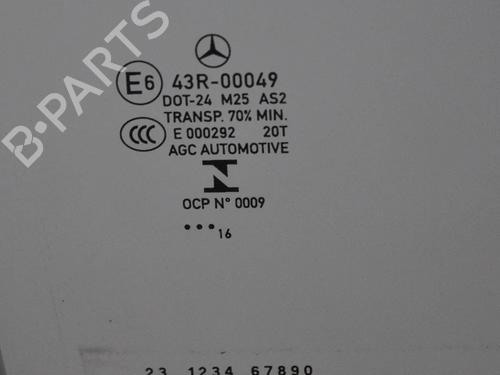 E6 43R-00049
DOT-24 M25 AS2
TRANSP. 70% MIN.
CCC E 000292 20T
AGC AUTOMOTIVE
N
OCP N° 0009
•••16
23 1234 67890
B-PARTS